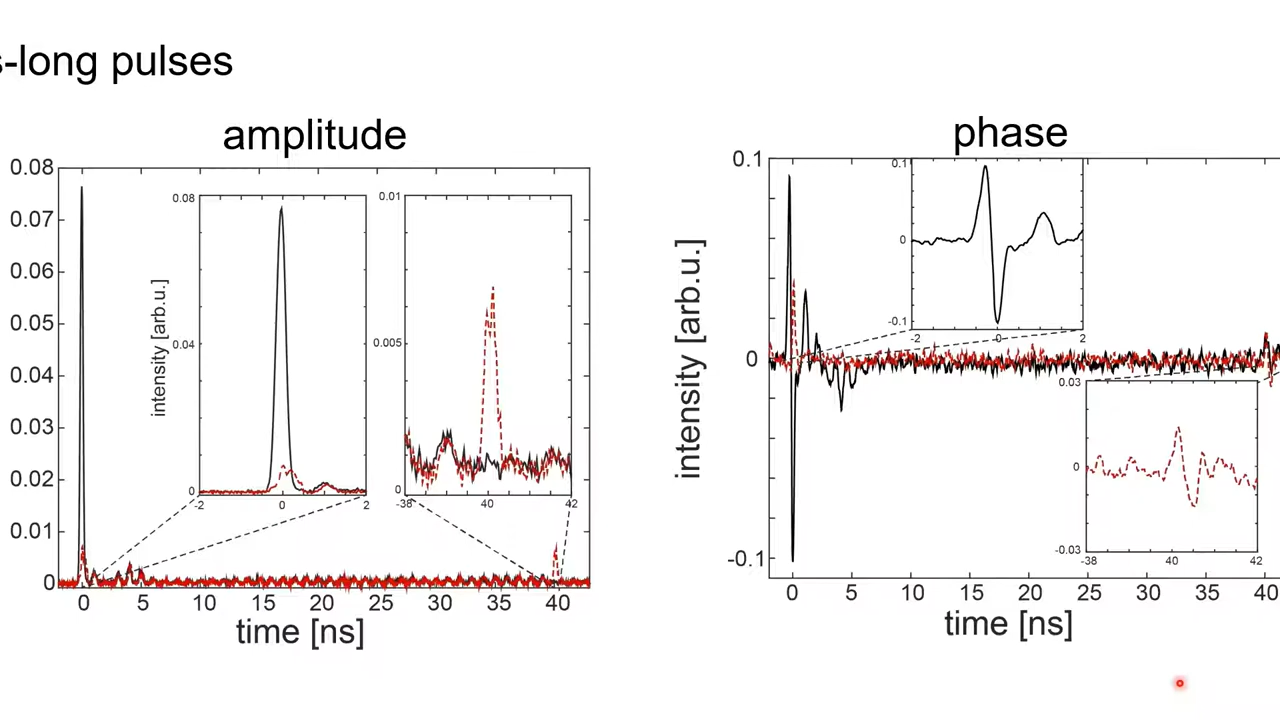 s-long pulses
amplitude
0.08
0.07
0.06
0.05
0.04
0.03
0.02
0.01
0
0 5 10 15 20 25 30 35 40
time [ns]
intensity [arb.u.]
0.08
0.04
0
-2 0 2
0.01
0.005
0
-38 40 42
phase
intensity [arb.u.]
0.1
0
-0.1
0 5 10 15 20 25 30 35 40
time [ns]
0.1
0
-0.1
-2 0 2
0.03
0
-0.03
-38 40 42